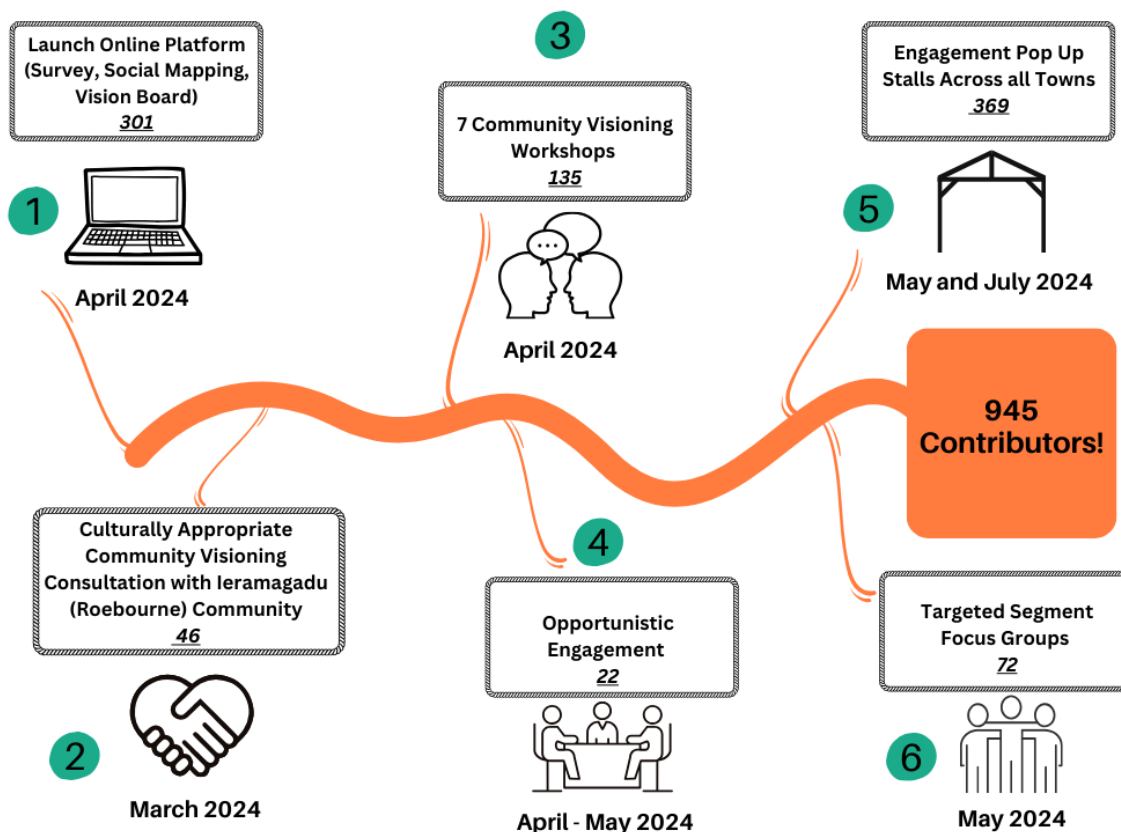 1
Launch Online Platform
(Survey, Social Mapping,
Vision Board)
301
April 2024
2
Culturally Appropriate
Community Visioning
Consultation with Ieramagadu
(Roebourne) Community
46
March 2024
3
7 Community Visioning
Workshops
135
April 2024
4
Opportunistic
Engagement
22
April - May 2024
5
Engagement Pop Up
Stalls Across all Towns
369
May and July 2024
6
Targeted Segment
Focus Groups
72
May 2024
945
Contributors!